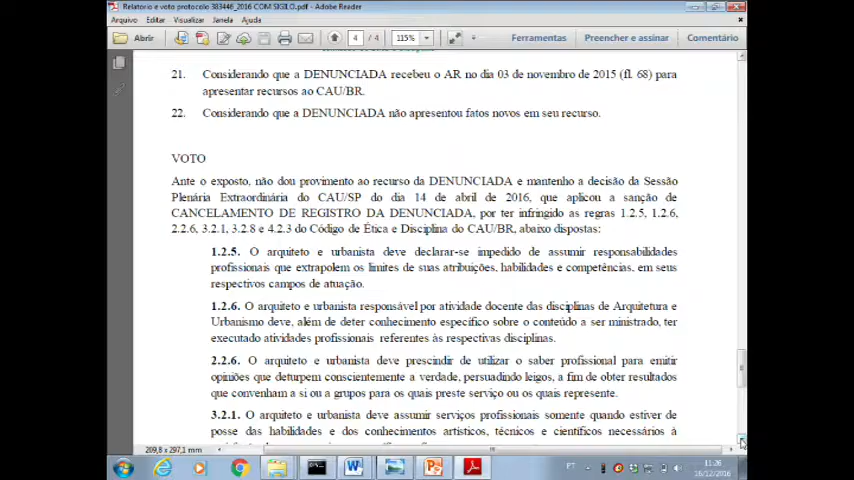 Relatorio e voto protocolo 383446_2016 COM SIGILO.pdf - Adobe Reader
Arquivo Editar Visualizar Janela Ajuda
Abrir 4 / 4 115% Ferramentas Preencher e assinar Comentário
21. Considerando que a DENUNCIADA recebeu o AR no dia 03 de novembro de 2015 (fl. 68) para
apresentar recursos ao CAU/BR.
22. Considerando que a DENUNCIADA não apresentou fatos novos em seu recurso.
VOTO
Ante o exposto, não dou provimento ao recurso da DENUNCIADA e mantenho a decisão da Sessão
Plenária Extraordinária do CAU/SP do dia 14 de abril de 2016, que aplicou a sanção de
CANCELAMENTO DE REGISTRO DA DENUNCIADA, por ter infringido as regras 1.2.5, 1.2.6,
2.2.6, 3.2.1, 3.2.8 e 4.2.3 do Código de Ética e Disciplina do CAU/BR, abaixo dispostas:
1.2.5. O arquiteto e urbanista deve declarar-se impedido de assumir responsabilidades
profissionais que extrapolem os limites de suas atribuições, habilidades e competências, em seus
respectivos campos de atuação.
1.2.6. O arquiteto e urbanista responsável por atividade docente das disciplinas de Arquitetura e
Urbanismo deve, além de deter conhecimento específico sobre o conteúdo a ser ministrado, ter
executado atividades profissionais referentes às respectivas disciplinas.
2.2.6. O arquiteto e urbanista deve prescindir de utilizar o saber profissional para emitir
opiniões que deturpem conscientemente a verdade, persuadindo leigos, a fim de obter resultados
que convenham a si ou a grupos para os quais preste serviço ou os quais represente.
3.2.1. O arquiteto e urbanista deve assumir serviços profissionais somente quando estiver de
posse das habilidades e dos conhecimentos artísticos, técnicos e científicos necessários à
209,8 x 297,1 mm
PT 11:26
16/12/2016